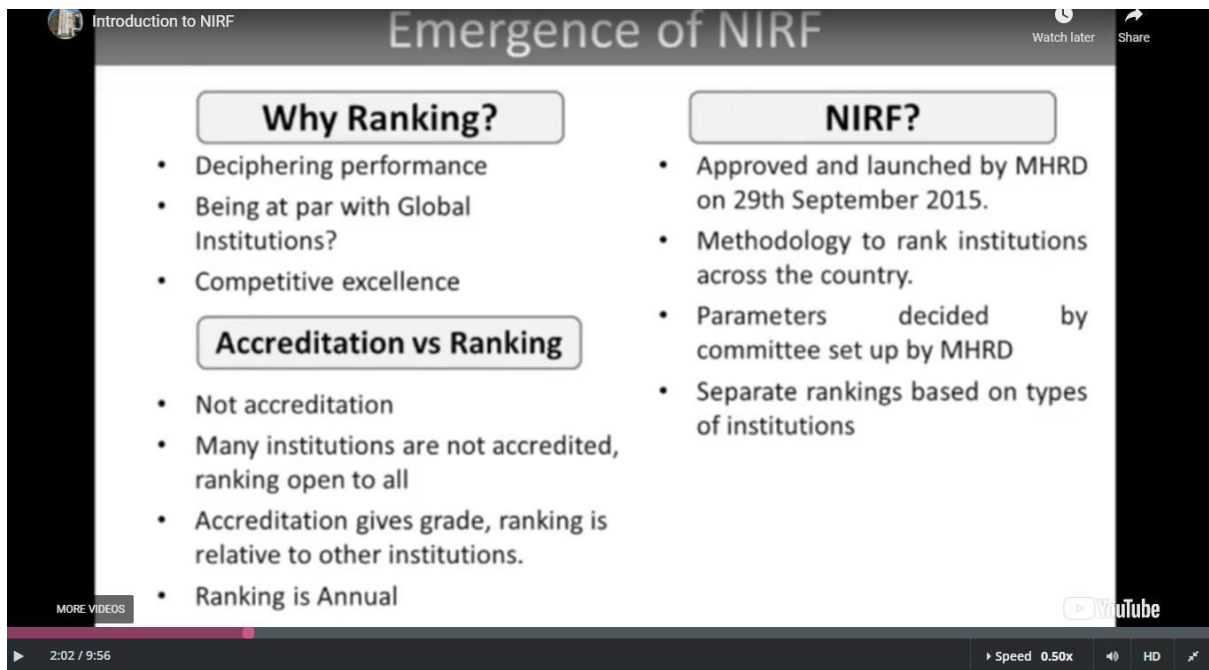 Introduction to NIRF
Emergence of NIRF
Watch later
Share
Why Ranking?
• Deciphering performance
• Being at par with Global
Institutions?
• Competitive excellence
Accreditation vs Ranking
• Not accreditation
• Many institutions are not accredited,
ranking open to all
• Accreditation gives grade, ranking is
relative to other institutions.
• Ranking is Annual
NIRF?
• Approved and launched by MHRD
on 29th September 2015.
• Methodology to rank institutions
across the country.
• Parameters decided by
committee set up by MHRD
• Separate rankings based on types
of institutions
MORE VIDEOS
YouTube
2:02 / 9:56
Speed 0.50x
HD